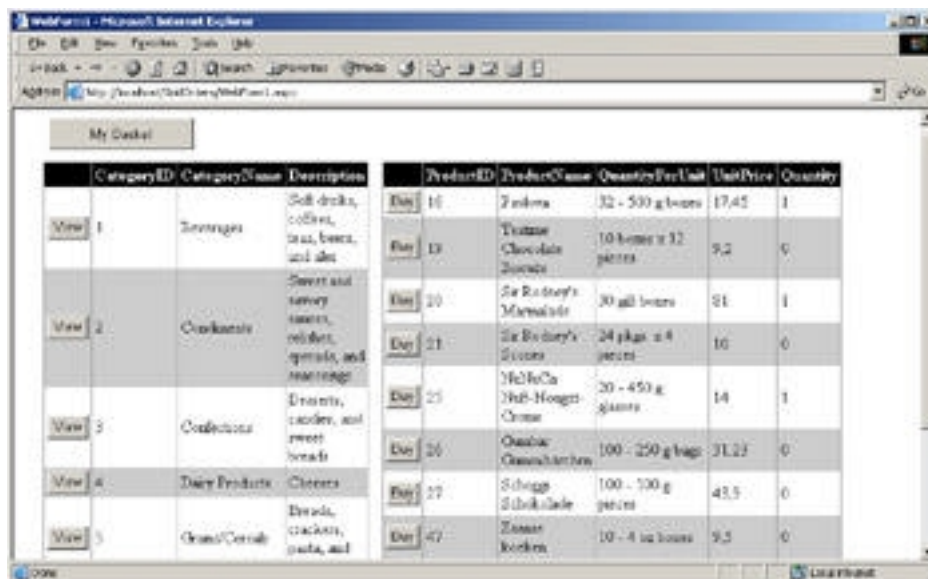 WebForm1 - Microsoft Internet Explorer
File Edit View Favorites Tools Help
Back Search Favorites Media
Address Go
My Basket
CategoryID CategoryName Description
View 1 Beverages Soft drinks,
coffees,
teas, beers,
and ales
View 2 Condiments Sweet and
savory
sauces,
relishes,
spreads, and
seasonings
View 3 Confections Desserts,
candies, and
sweet
breads
View 4 Dairy Products Cheeses
View 5 Grains/Cereals Breads,
crackers,
pasta, and
ProductID ProductName QuantityPerUnit UnitPrice Quantity
Buy 16 Pavlova 32 - 500 g boxes 17,45 1
Buy 19 Teatime
Chocolate
Biscuits 10 boxes x 12
pieces 9,2 0
Buy 20 Sir Rodney's
Marmalade 30 gift boxes 81 1
Buy 21 Sir Rodney's
Scones 24 pkgs. x 4
pieces 10 0
Buy 25 NuNuCa
Nuß-Nougat-
Creme 20 - 450 g
glasses 14 1
Buy 26 Gumbär
Gummibärchen 100 - 250 g bags 31,23 0
Buy 27 Schoggi
Schokolade 100 - 100 g
pieces 43,9 0
Buy 47 Zaanse
koeken 10 - 4 oz boxes 9,5 0
Done Local intranet